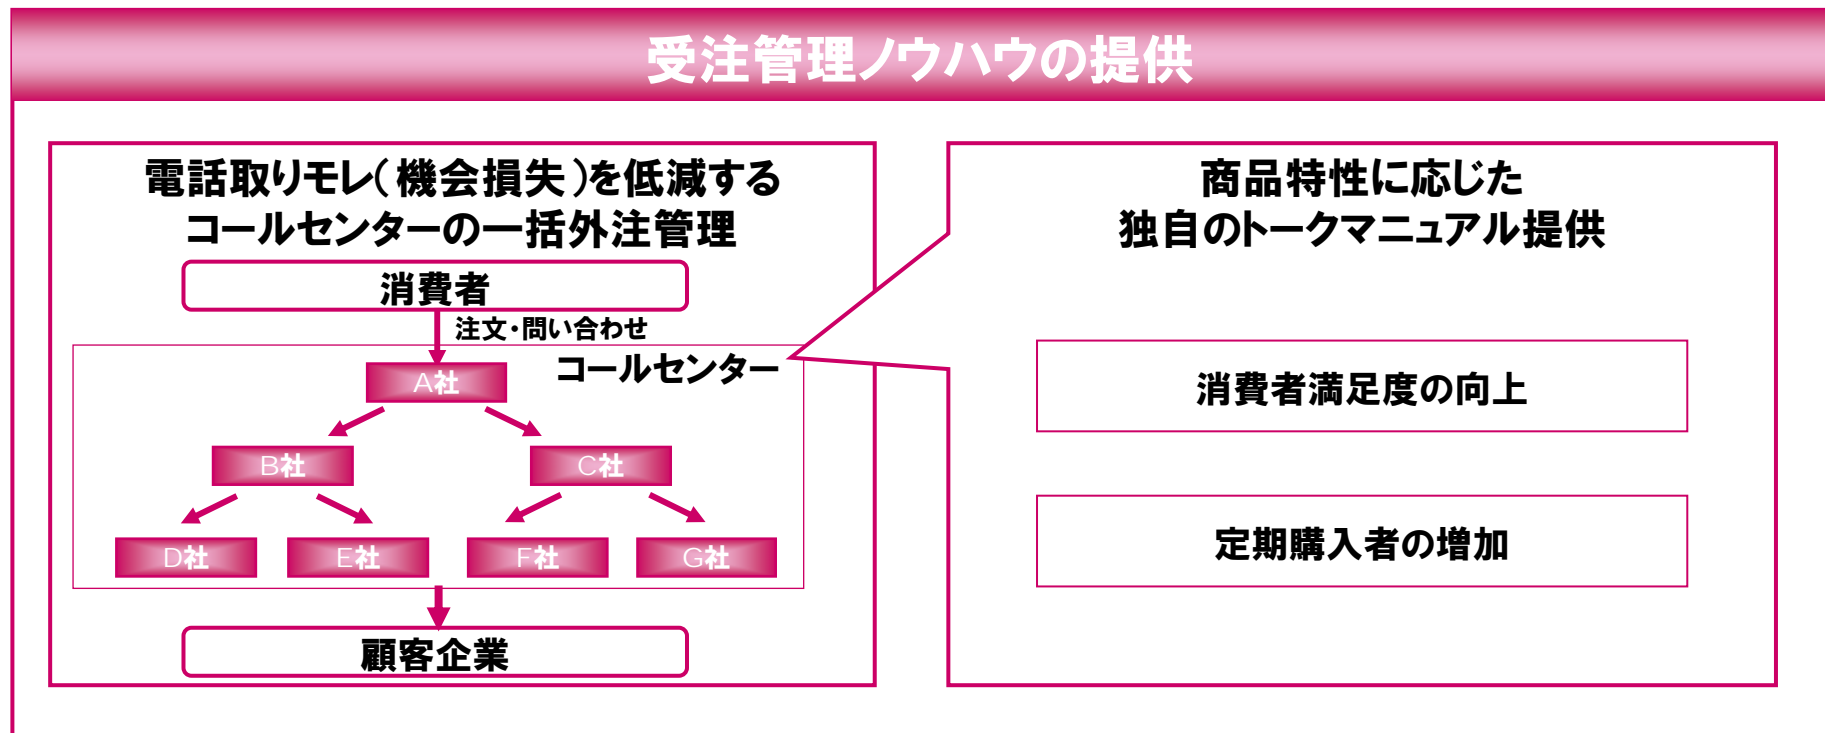 受注管理ノウハウの提供
電話取りモレ(機会損失)を低減する
コールセンターの一括外注管理
消費者
注文・問い合わせ
コールセンター
A社
B社
C社
D社
E社
F社
G社
顧客企業
商品特性に応じた
独自のトークマニュアル提供
消費者満足度の向上
定期購入者の増加